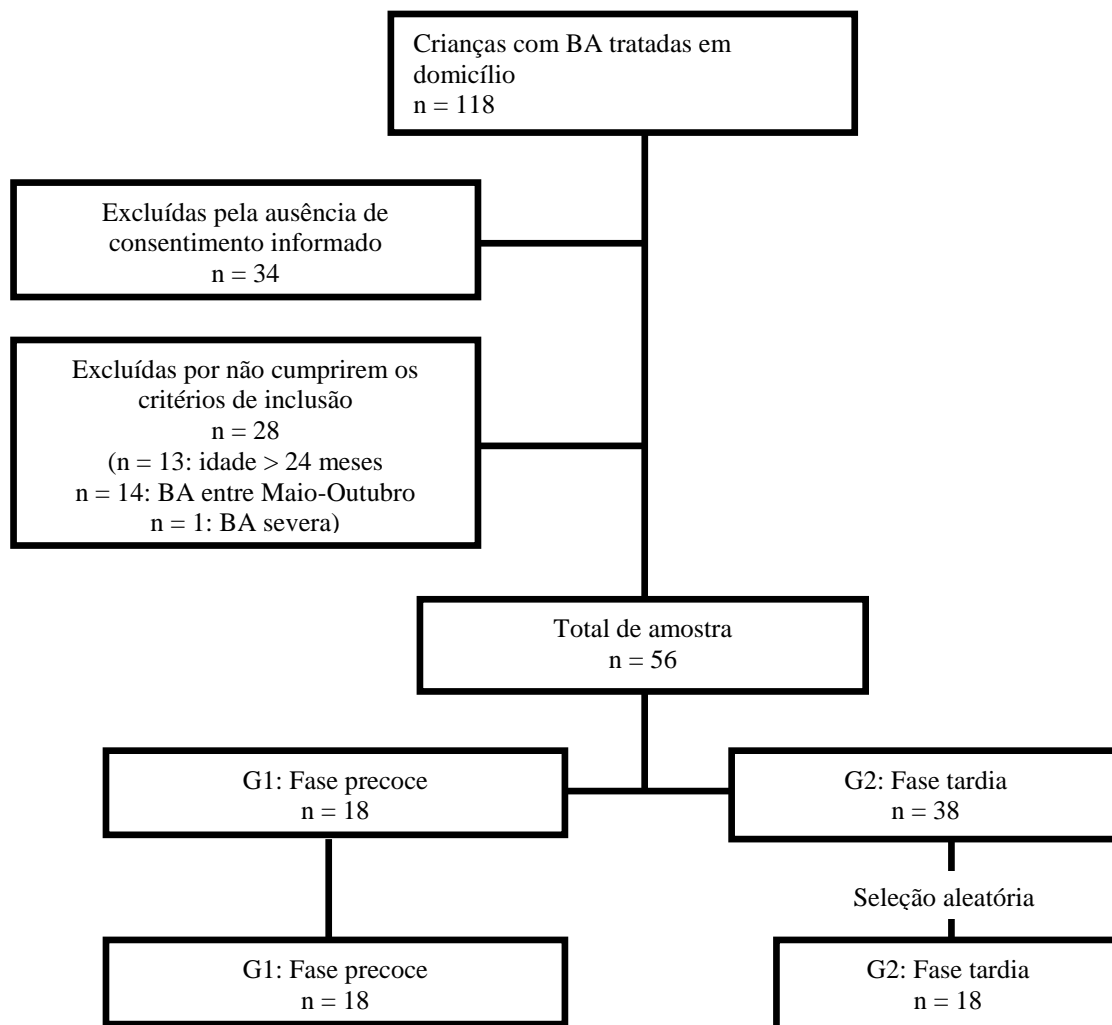 Crianças com BA tratadas em
domicílio
n = 118
Excluídas pela ausência de
consentimento informado
n = 34
Excluídas por não cumprirem os
critérios de inclusão
n = 28
(n = 13: idade > 24 meses
n = 14: BA entre Maio-Outubro
n = 1: BA severa)
Total de amostra
n = 56
G1: Fase precoce
n = 18
G2: Fase tardia
n = 38
Seleção aleatória
G1: Fase precoce
n = 18
G2: Fase tardia
n = 18